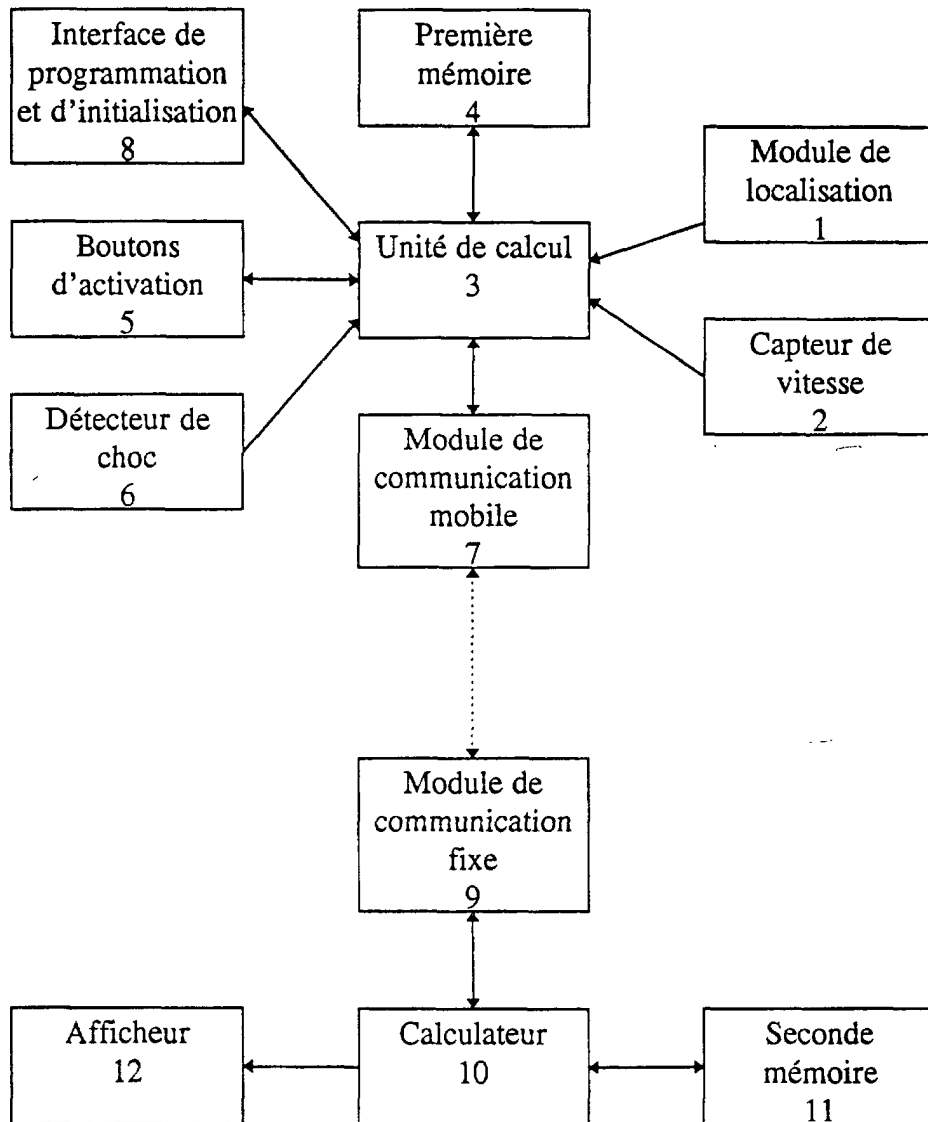 Interface de
programmation
et d'initialisation
8
Première
mémoire
4
Module de
localisation
1
Boutons
d'activation
5
Unité de calcul
3
Capteur de
vitesse
2
Détecteur de
choc
6
Module de
communication
mobile
7
Module de
communication
fixe
9
Afficheur
12
Calculateur
10
Seconde
mémoire
11